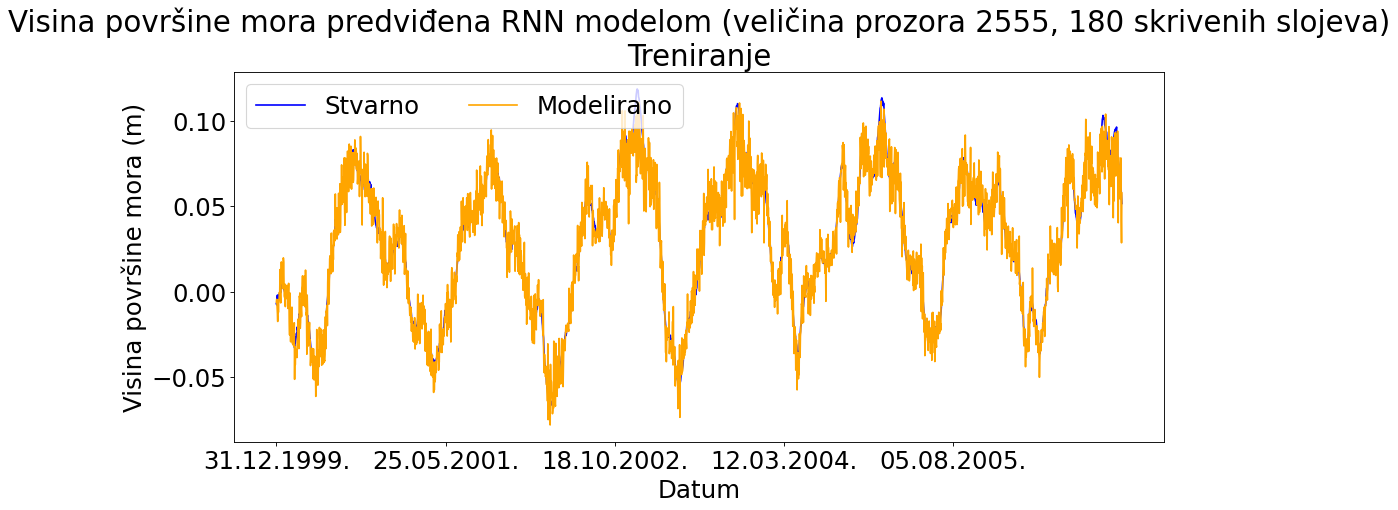 Visina površine mora predviđena RNN modelom (veličina prozora 2555, 180 skrivenih slojeva)
Treniranje
Stvarno Modelirano
Visina površine mora (m)
0.10
0.05
0.00
−0.05
31.12.1999. 25.05.2001. 18.10.2002. 12.03.2004. 05.08.2005.
Datum